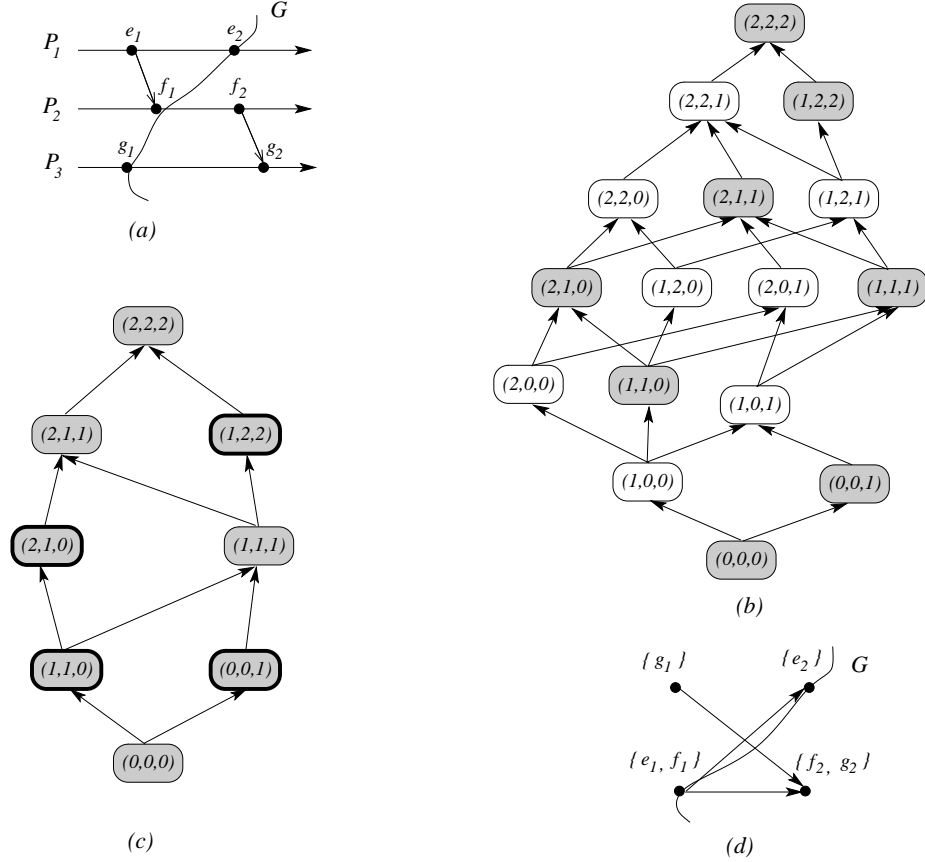 G
P1 e1 e2
P2 f1 f2
P3 g1 g2
(a)
(2,2,2)
(2,2,1) (1,2,2)
(2,2,0) (2,1,1) (1,2,1)
(2,1,0) (1,2,0) (2,0,1) (1,1,1)
(2,0,0) (1,1,0) (1,0,1)
(1,0,0) (0,0,1)
(0,0,0)
(b)
(2,2,2)
(2,1,1) (1,2,2)
(2,1,0) (1,1,1)
(1,1,0) (0,0,1)
(0,0,0)
(c)
{ g1 } { e2 } G
{ e1, f1 } { f2, g2 }
(d)